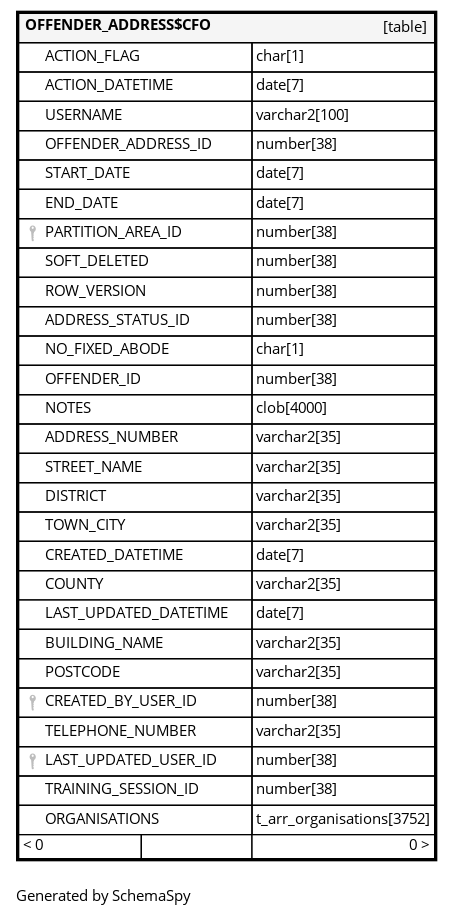 OFFENDER_ADDRESS$CFO [table]
ACTION_FLAG char[1]
ACTION_DATETIME date[7]
USERNAME varchar2[100]
OFFENDER_ADDRESS_ID number[38]
START_DATE date[7]
END_DATE date[7]
PARTITION_AREA_ID number[38]
SOFT_DELETED number[38]
ROW_VERSION number[38]
ADDRESS_STATUS_ID number[38]
NO_FIXED_ABODE char[1]
OFFENDER_ID number[38]
NOTES clob[4000]
ADDRESS_NUMBER varchar2[35]
STREET_NAME varchar2[35]
DISTRICT varchar2[35]
TOWN_CITY varchar2[35]
CREATED_DATETIME date[7]
COUNTY varchar2[35]
LAST_UPDATED_DATETIME date[7]
BUILDING_NAME varchar2[35]
POSTCODE varchar2[35]
CREATED_BY_USER_ID number[38]
TELEPHONE_NUMBER varchar2[35]
LAST_UPDATED_USER_ID number[38]
TRAINING_SESSION_ID number[38]
ORGANISATIONS t_arr_organisations[3752]
< 0 0 >
Generated by SchemaSpy